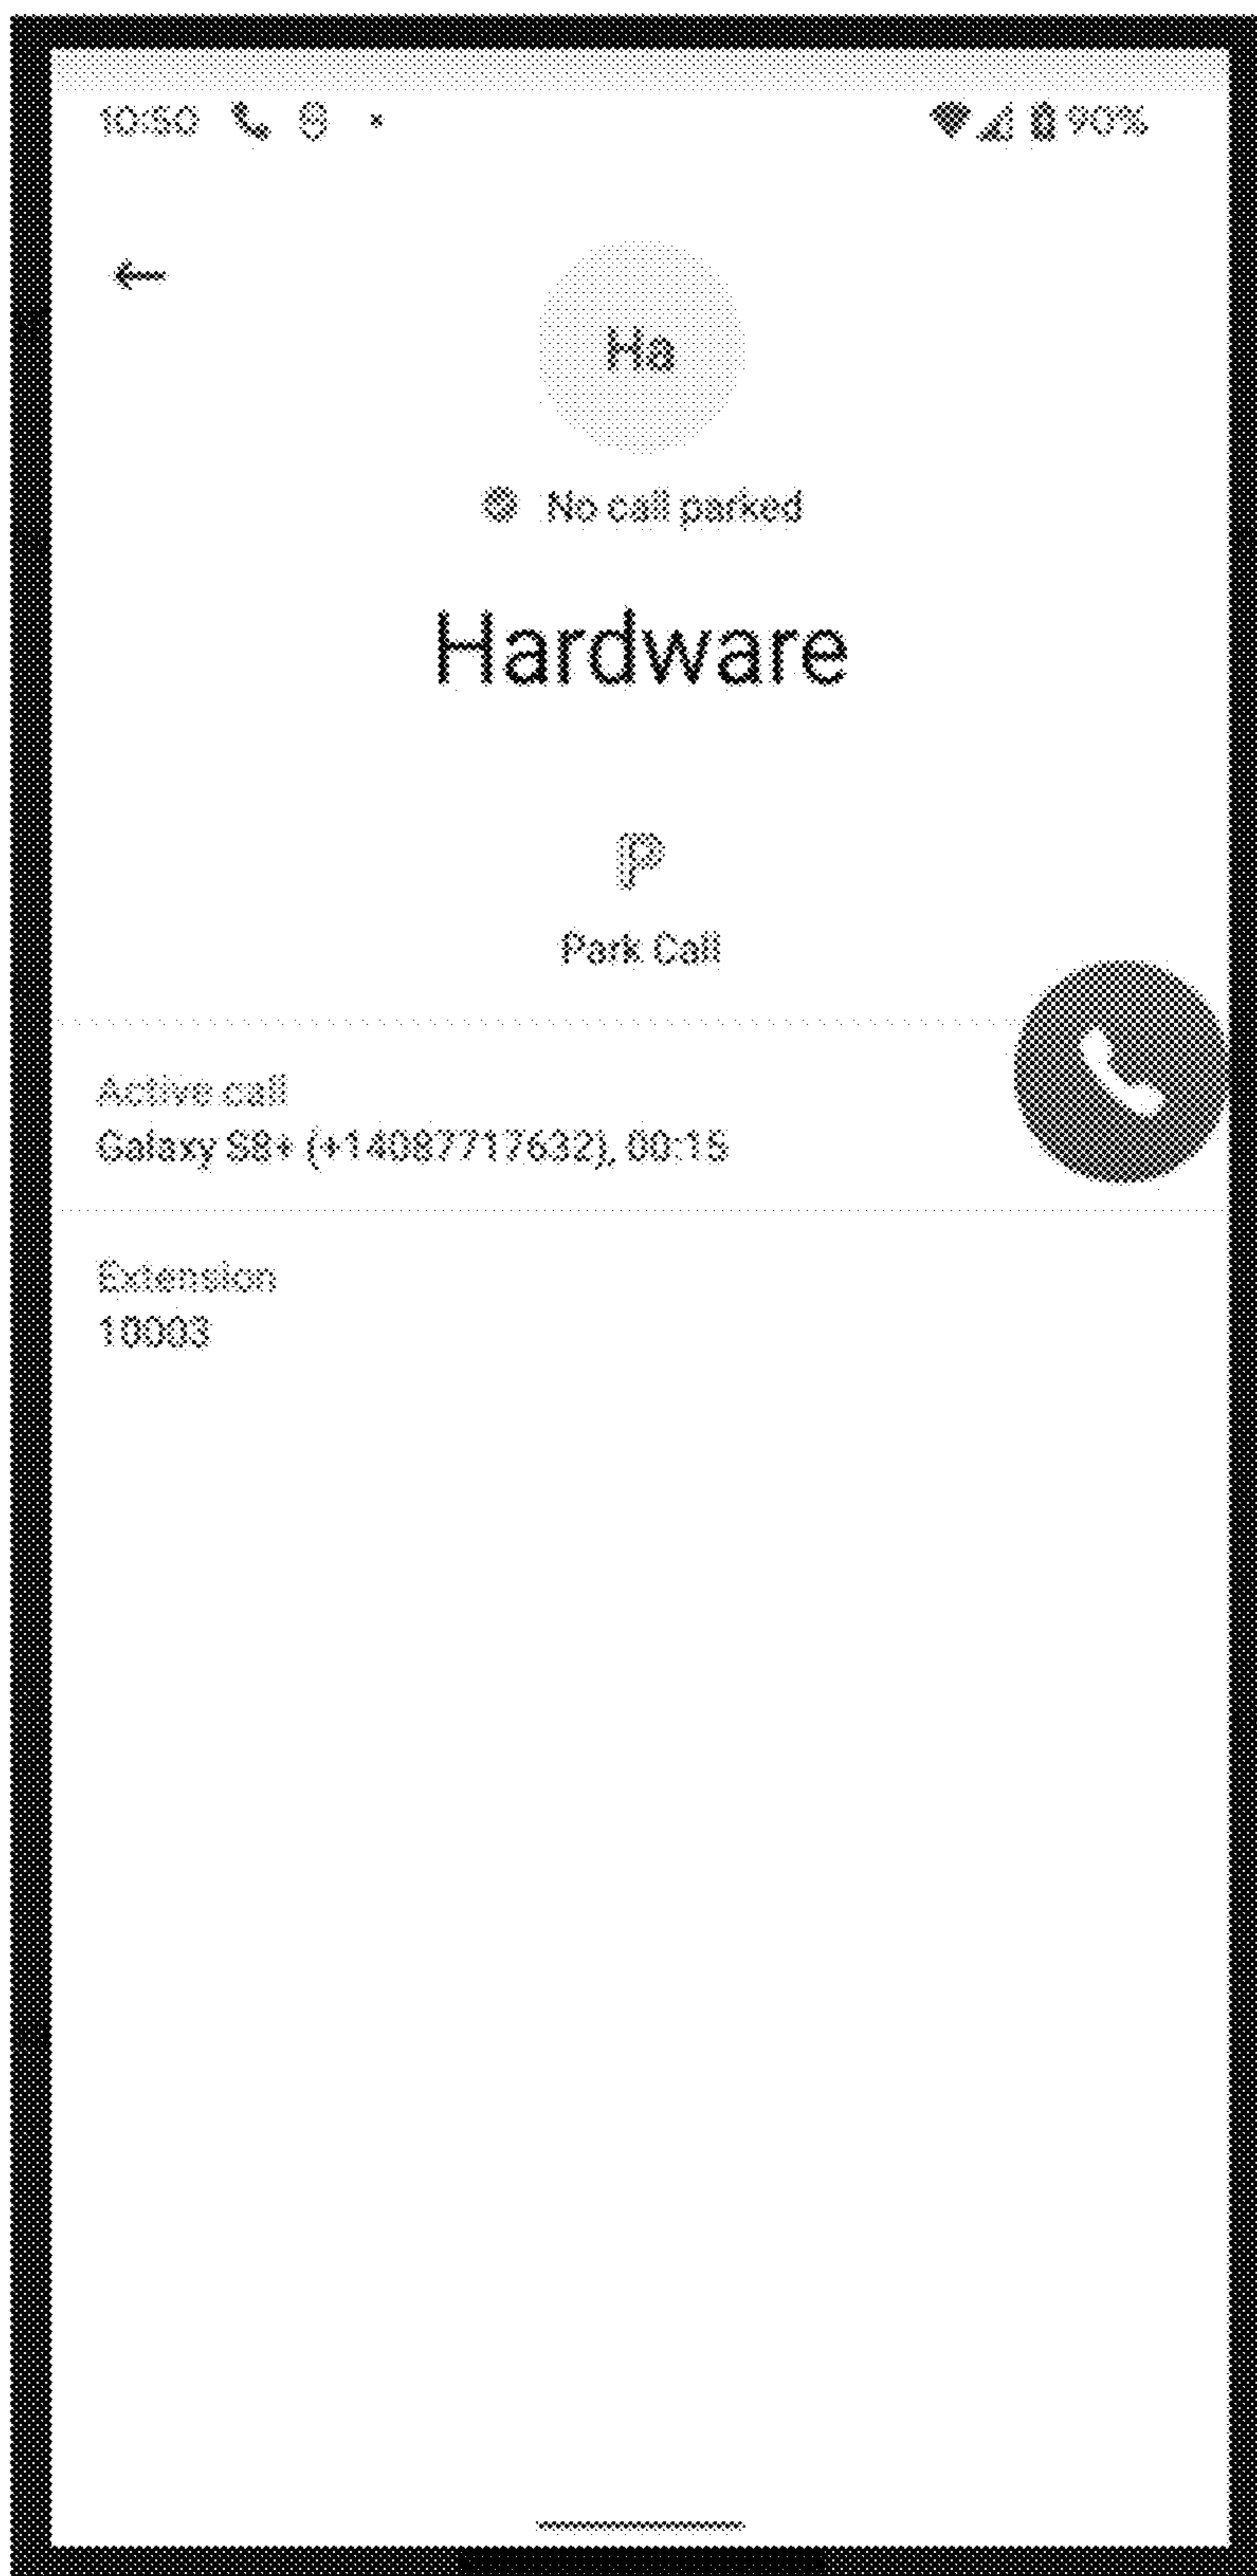 10:50 90%
Ha
No call parked
Hardware
P
Park Call
Active call
Galaxy S8+ (+14087717632), 00:15
Extension
10003